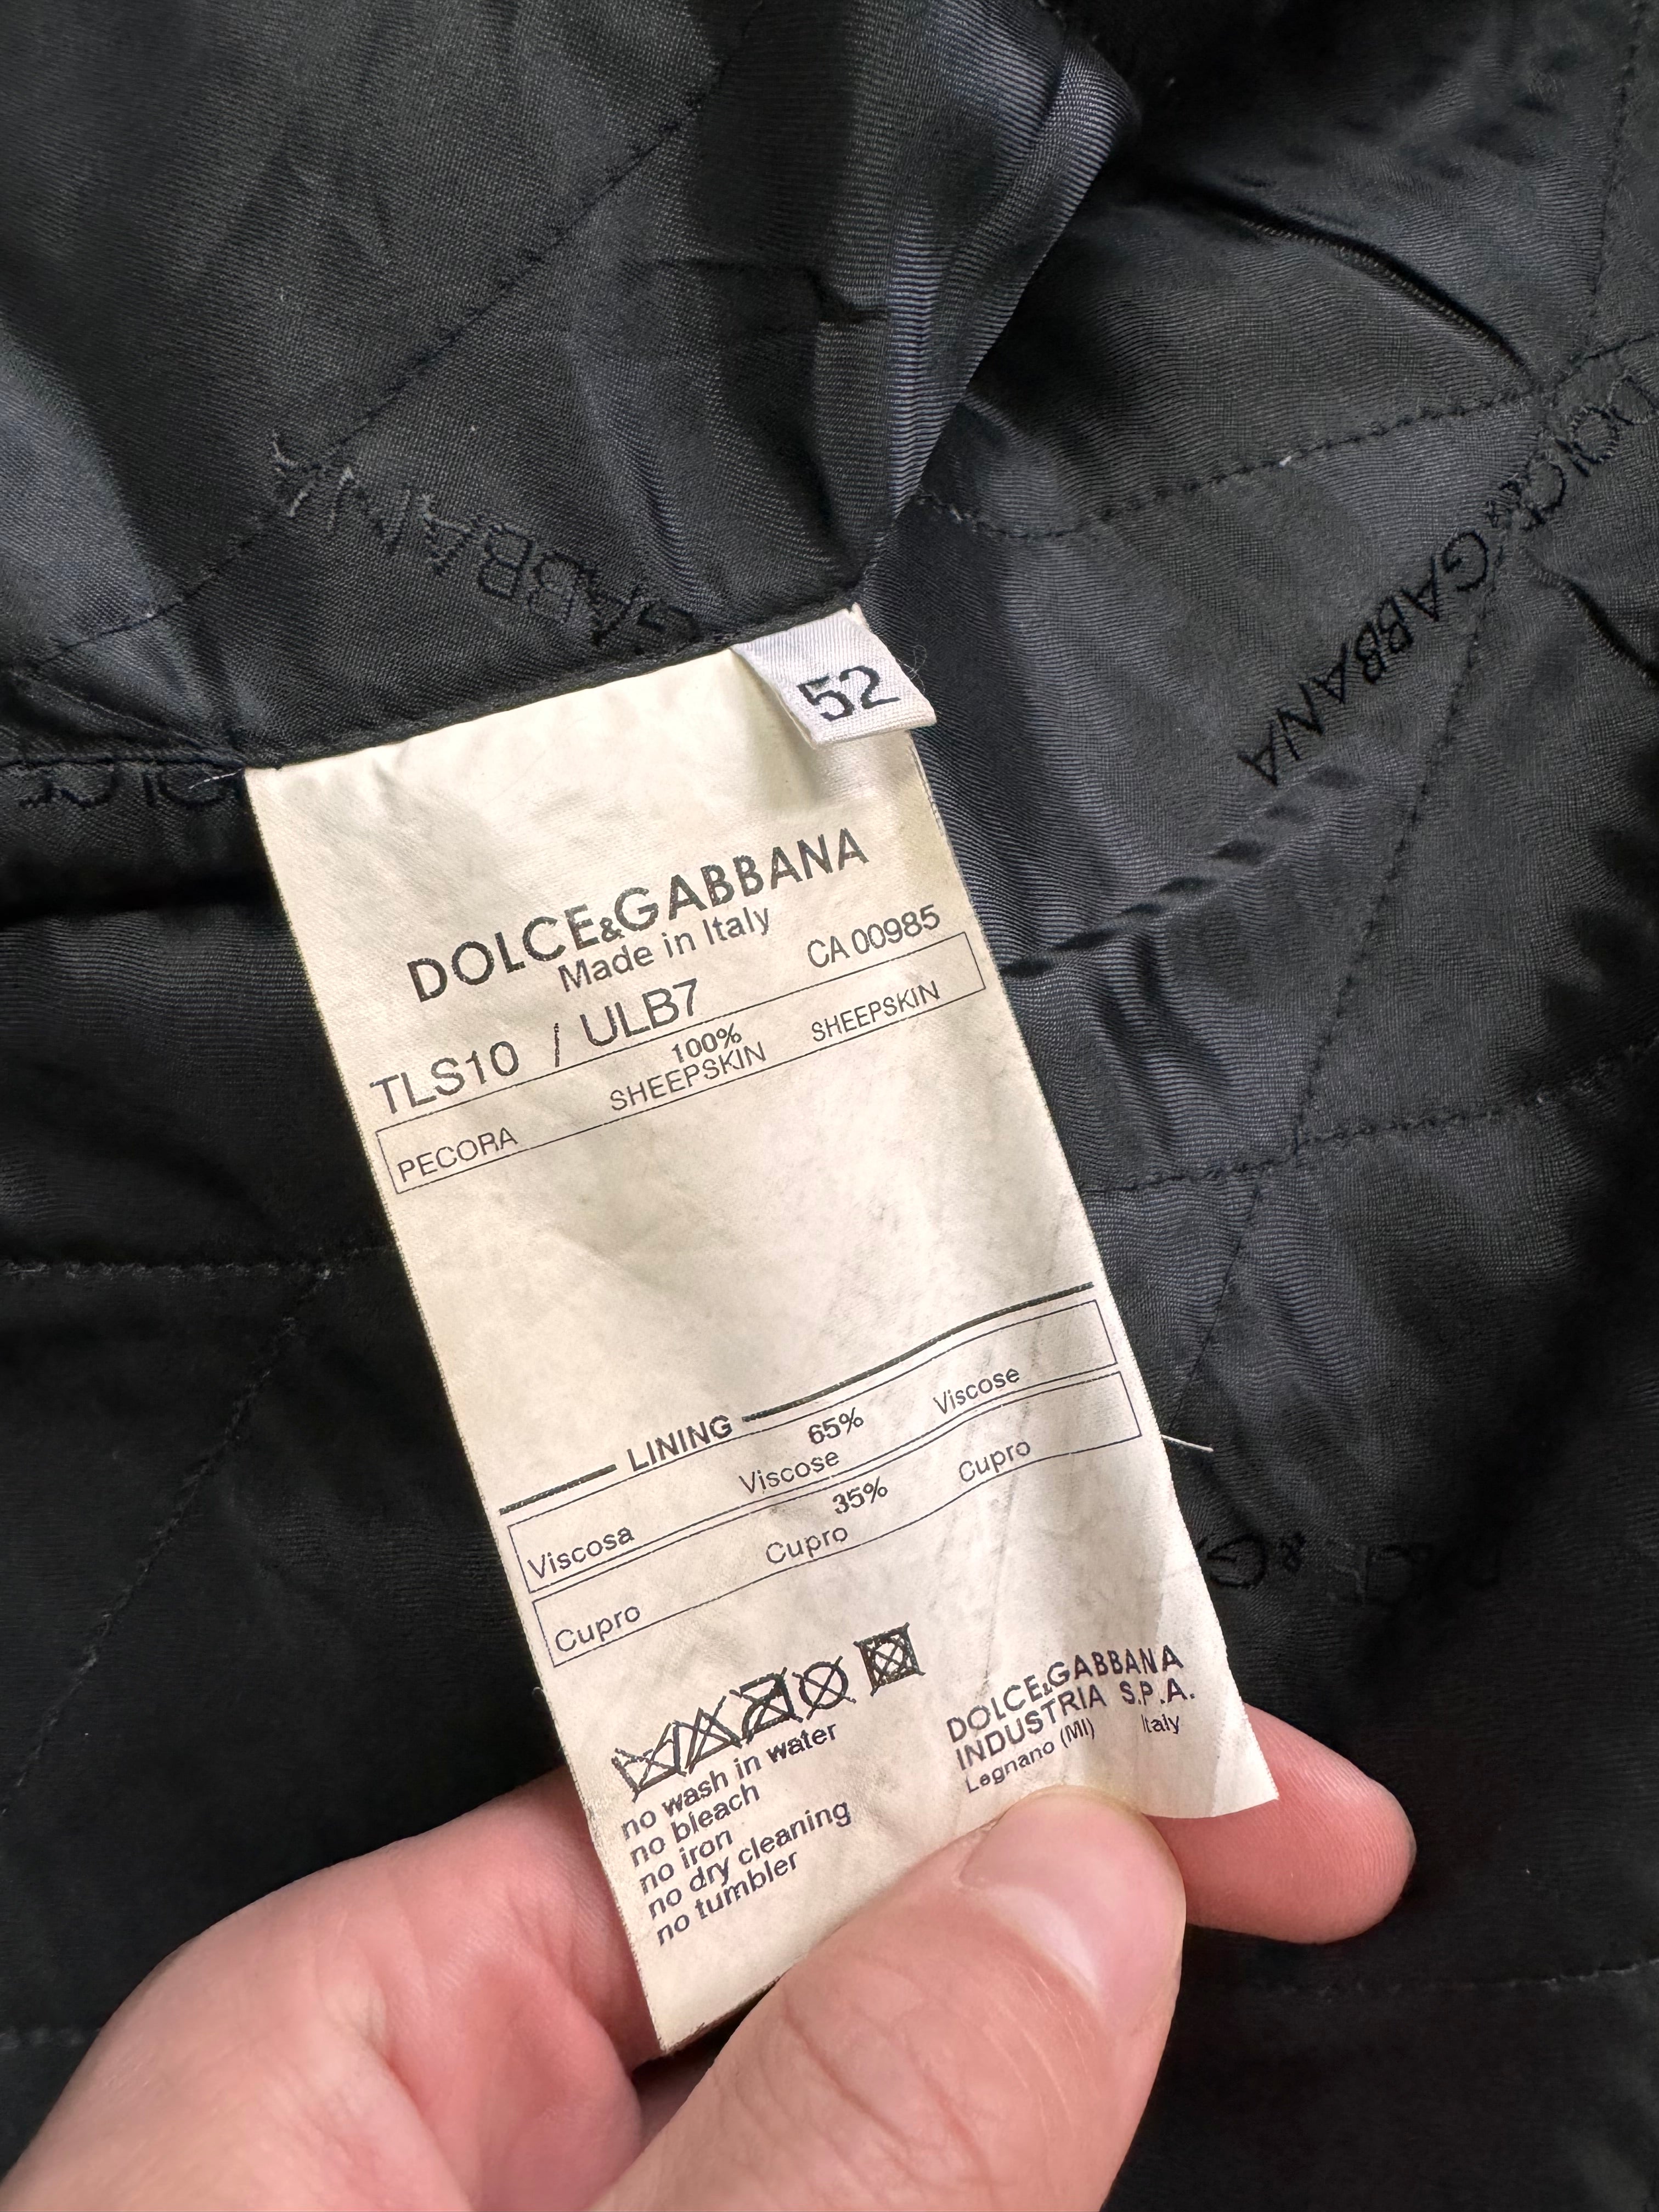 52
DOLCE&GABBANA
Made in Italy
TLS10 / ULB7 CA 00985
PECORA 100% SHEEPSKIN SHEEPSKIN
LINING
Viscosa 65% Viscose Viscose
Cupro 35% Cupro Cupro
no wash in water
no bleach
no iron
no dry cleaning
no tumbler
DOLCE&GABBANA
INDUSTRIA S.P.A.
Legnano (MI) Italy
GABBANA
DOLCE & GABBANA